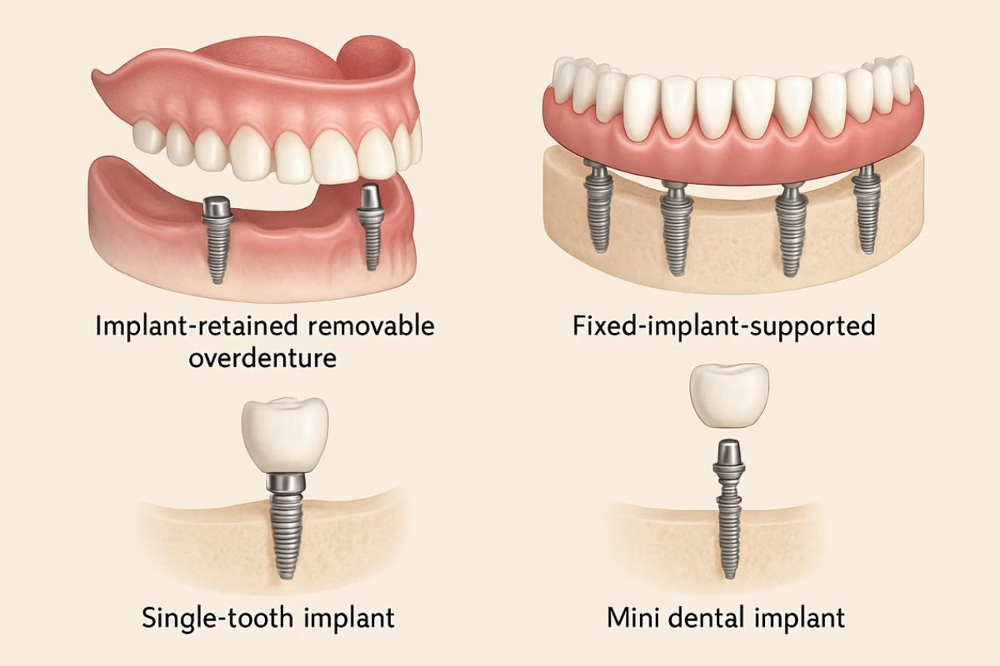 Implant-retained removable
overdenture
Fixed-implant-supported
Single-tooth implant
Mini dental implant